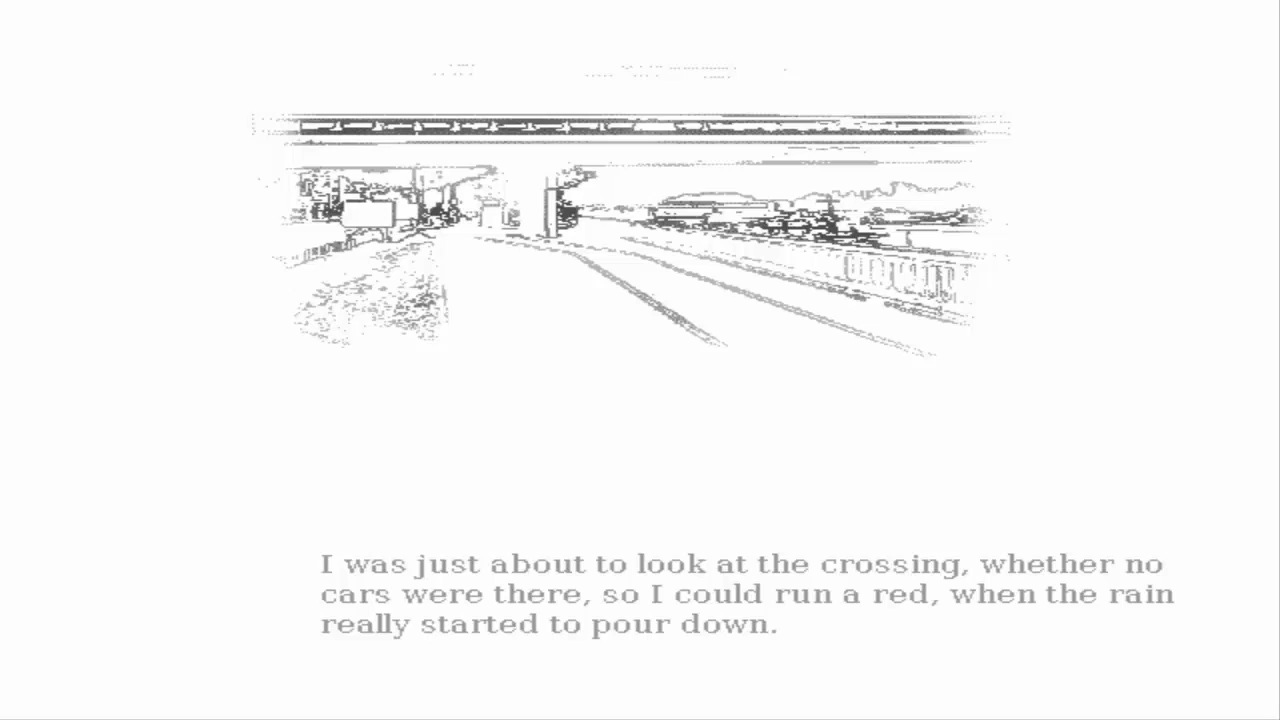 I was just about to look at the crossing, whether no
cars were there, so I could run a red, when the rain
really started to pour down.